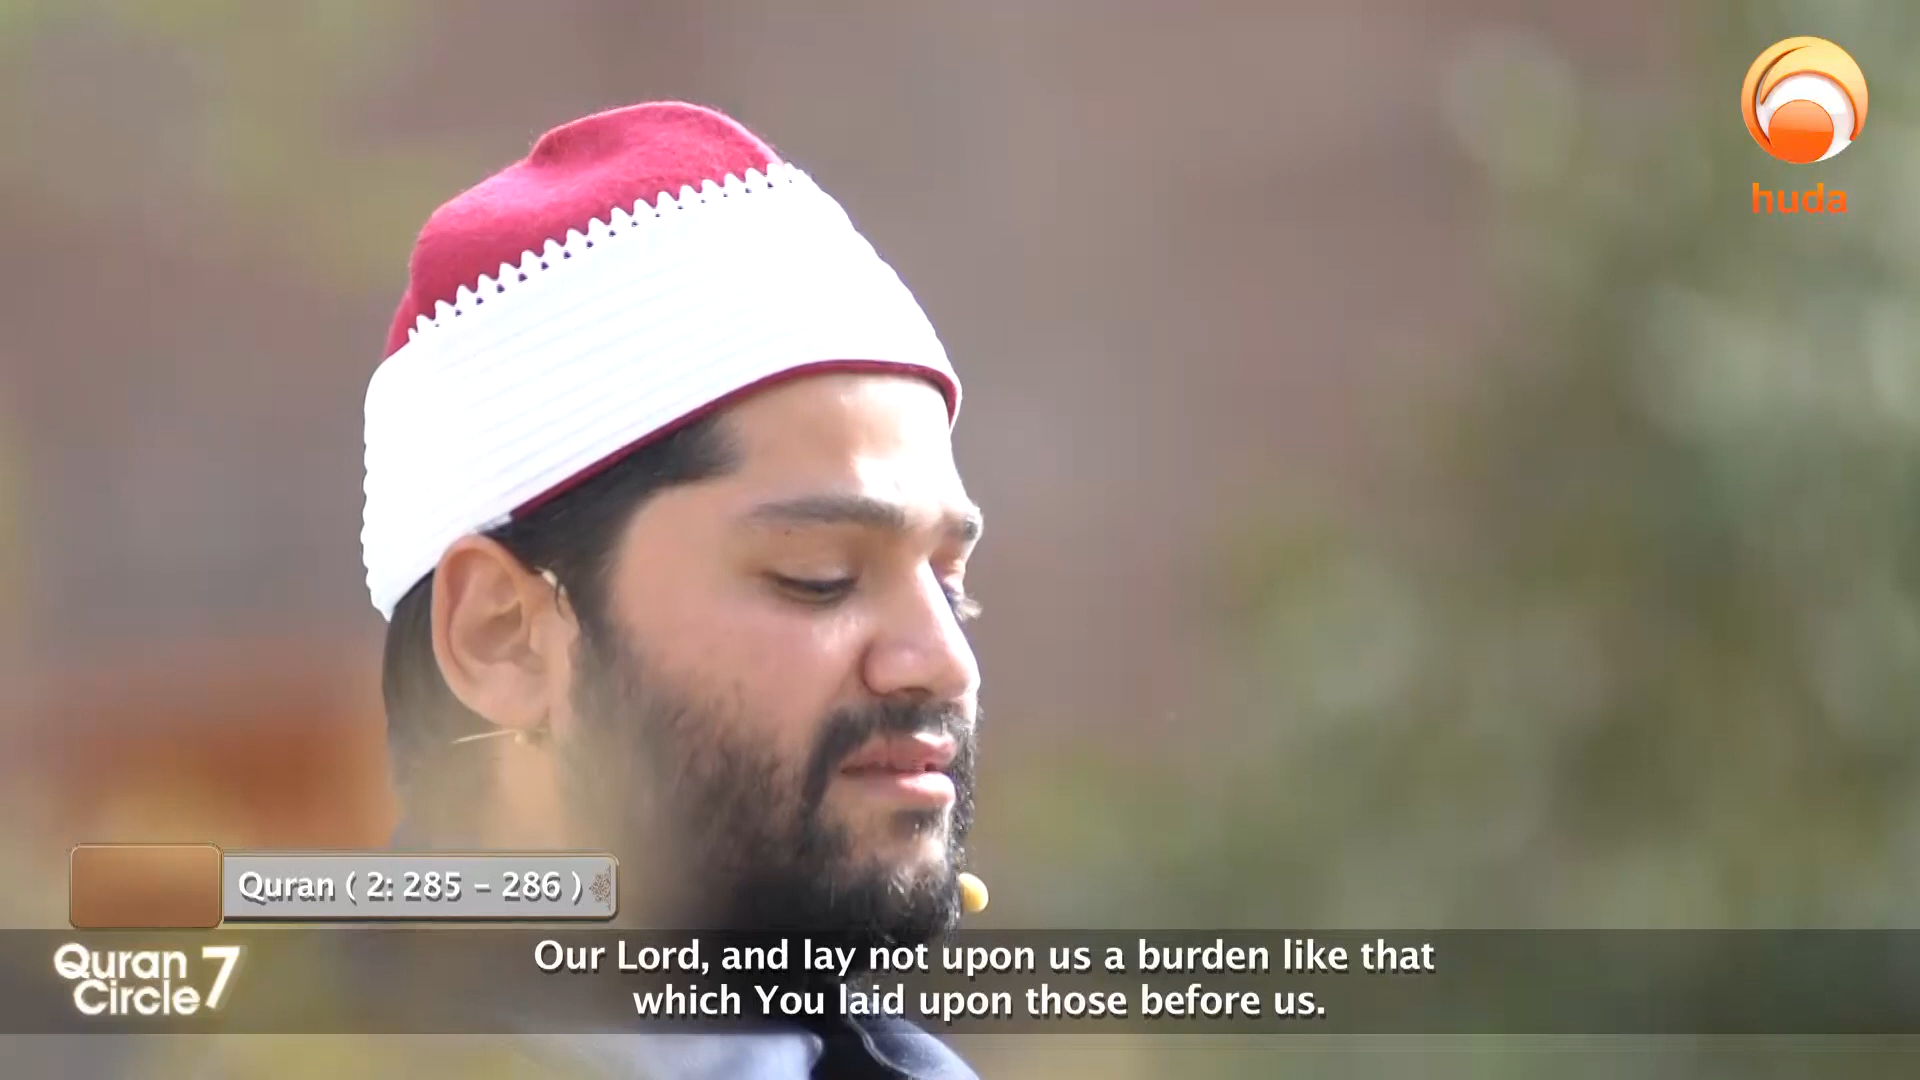 huda
Quran ( 2: 285 - 286 )
Quran Circle 7
Our Lord, and lay not upon us a burden like that
which You laid upon those before us.